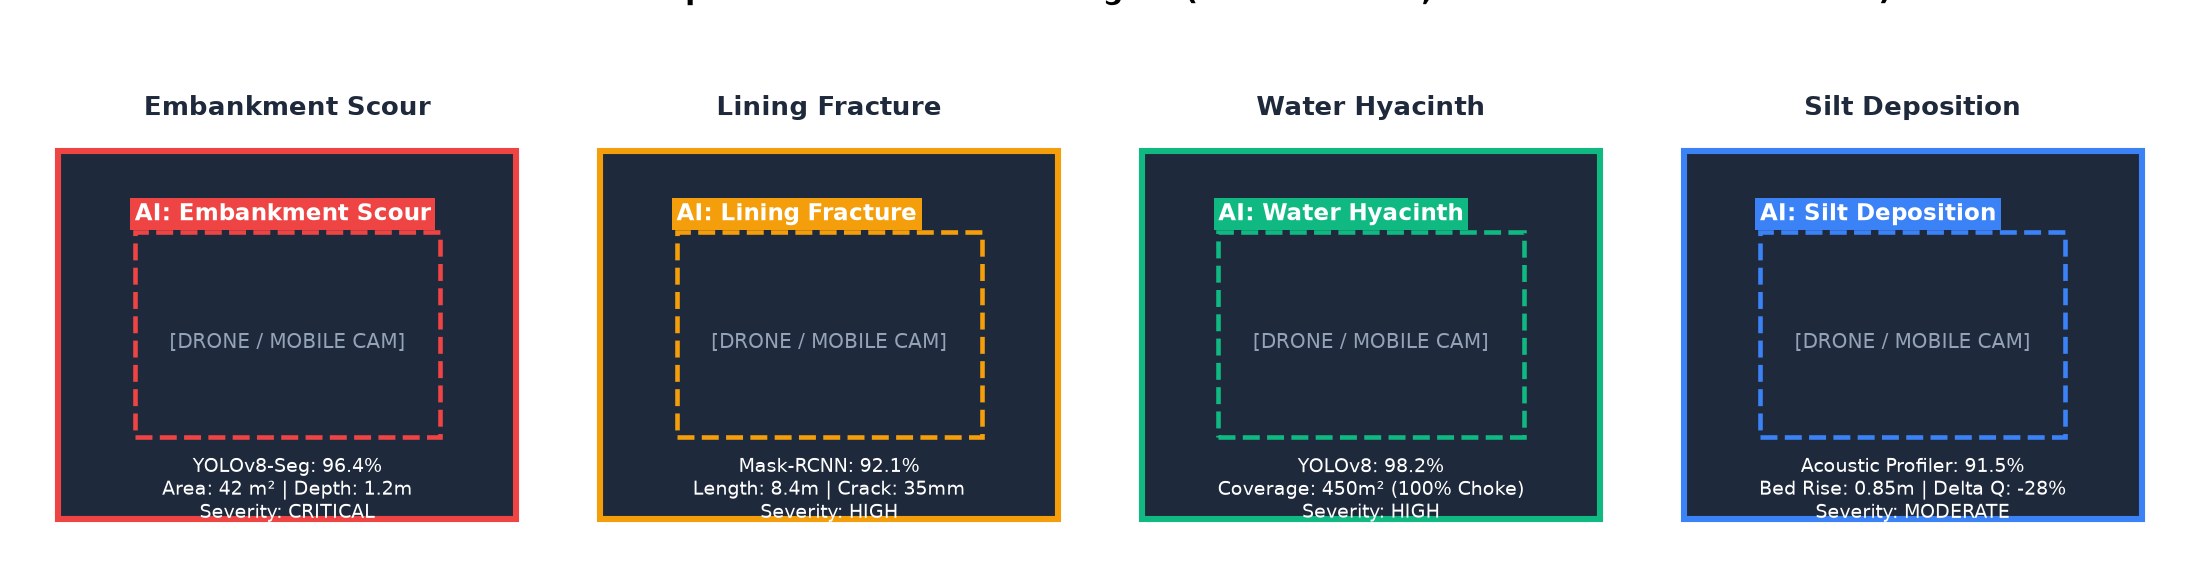 Embankment Scour
Lining Fracture
Water Hyacinth
Silt Deposition
AI: Embankment Scour
[DRONE / MOBILE CAM]
YOLOv8-Seg: 96.4%
Area: 42 m² | Depth: 1.2m
Severity: CRITICAL
AI: Lining Fracture
[DRONE / MOBILE CAM]
Mask-RCNN: 92.1%
Length: 8.4m | Crack: 35mm
Severity: HIGH
AI: Water Hyacinth
[DRONE / MOBILE CAM]
YOLOv8: 98.2%
Coverage: 450m² (100% Choke)
Severity: HIGH
AI: Silt Deposition
[DRONE / MOBILE CAM]
Acoustic Profiler: 91.5%
Bed Rise: 0.85m | Delta Q: -28%
Severity: MODERATE